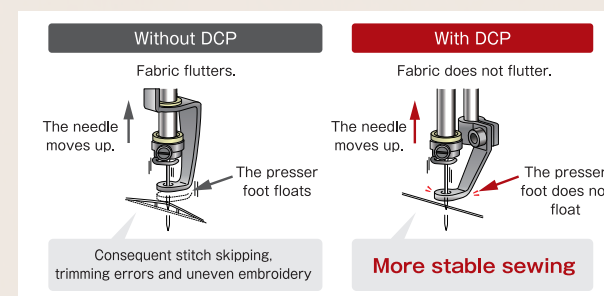 Without DCP
Fabric flutters.
The needle
moves up.
The presser
foot floats
Consequent stitch skipping,
trimming errors and uneven embroidery
With DCP
Fabric does not flutter.
The needle
moves up.
The presser
foot does no
float
More stable sewing